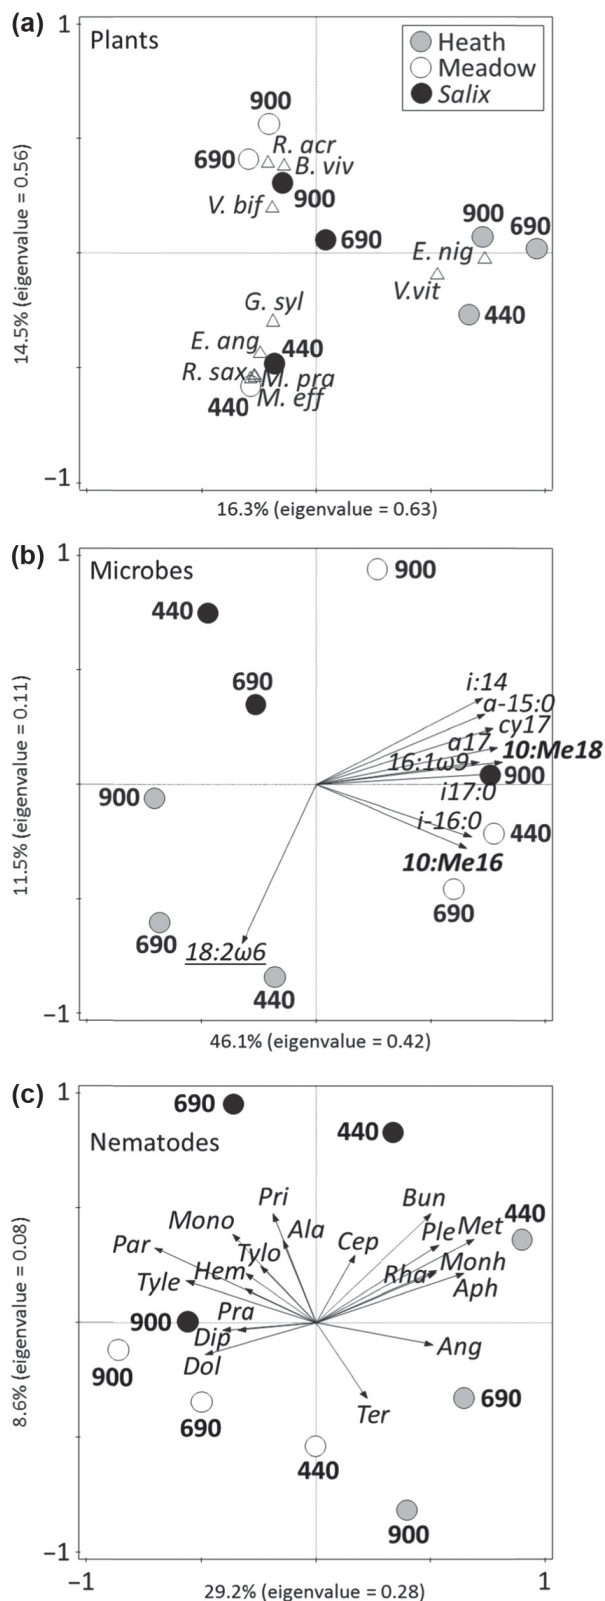 (a)
1
Plants
Heath
Meadow
Salix
900
690
R. acr
B. viv
900
V. bif
690
900
690
E. nig
V.vit
440
G. syl
E. ang
440
R. sax
M. pra
M. eff
440
14.5% (eigenvalue = 0.56)
−1
16.3% (eigenvalue = 0.63)
(b)
1
Microbes
900
440
690
i:14
a-15:0
cy17
a17
10:Me18
16:1ω9
900
900
i17:0
i-16:0
440
10:Me16
690
690
18:2ω6
440
11.5% (eigenvalue = 0.11)
−1
46.1% (eigenvalue = 0.42)
(c)
1
690
440
Nematodes
Pri
Bun
440
Mono
Ala
Ple
Met
Par
Tylo
Cep
Monh
Hem
Rha
Tyle
Aph
Pra
900
Dip
Ang
Dol
900
690
690
Ter
440
900
8.6% (eigenvalue = 0.08)
−1
−1
1
29.2% (eigenvalue = 0.28)